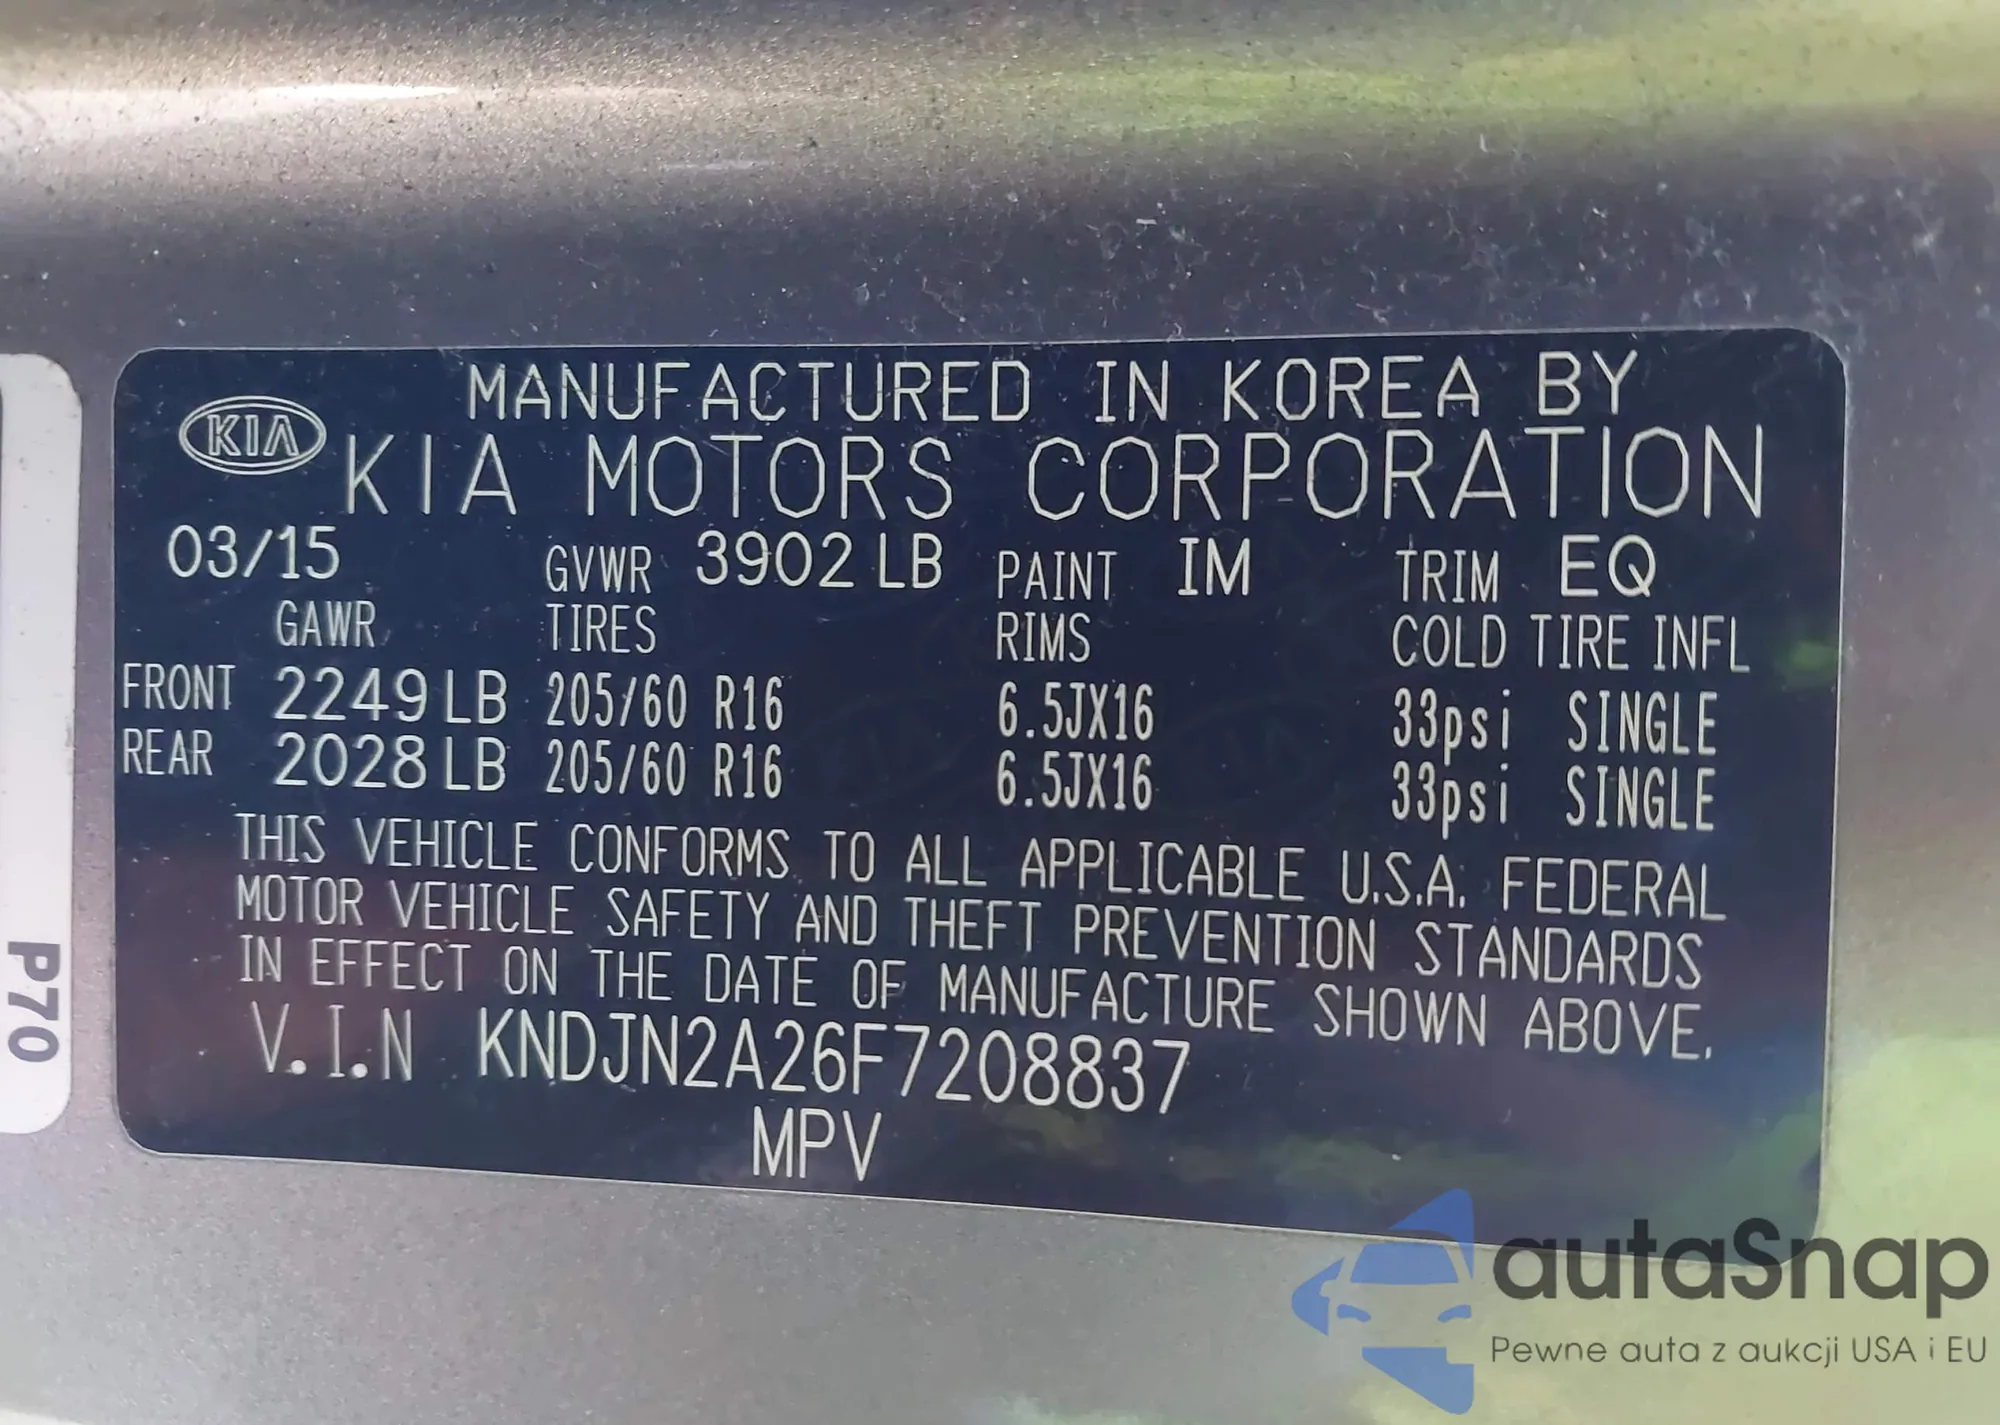 MANUFACTURED IN KOREA BY
KIA KIA MOTORS CORPORATION
03/15 GVWR 3902 LB PAINT IM TRIM EQ
GAWR TIRES RIMS COLD TIRE INFL
FRONT 2249 LB 205/60 R16 6.5JX16 33psi SINGLE
REAR 2028 LB 205/60 R16 6.5JX16 33psi SINGLE
THIS VEHICLE CONFORMS TO ALL APPLICABLE U.S.A. FEDERAL
MOTOR VEHICLE SAFETY AND THEFT PREVENTION STANDARDS
IN EFFECT ON THE DATE OF MANUFACTURE SHOWN ABOVE.
V.I.N KNDJN2A26F7208837
MPV
P70
autaSnap
Pewne auta z aukcji USA i EU